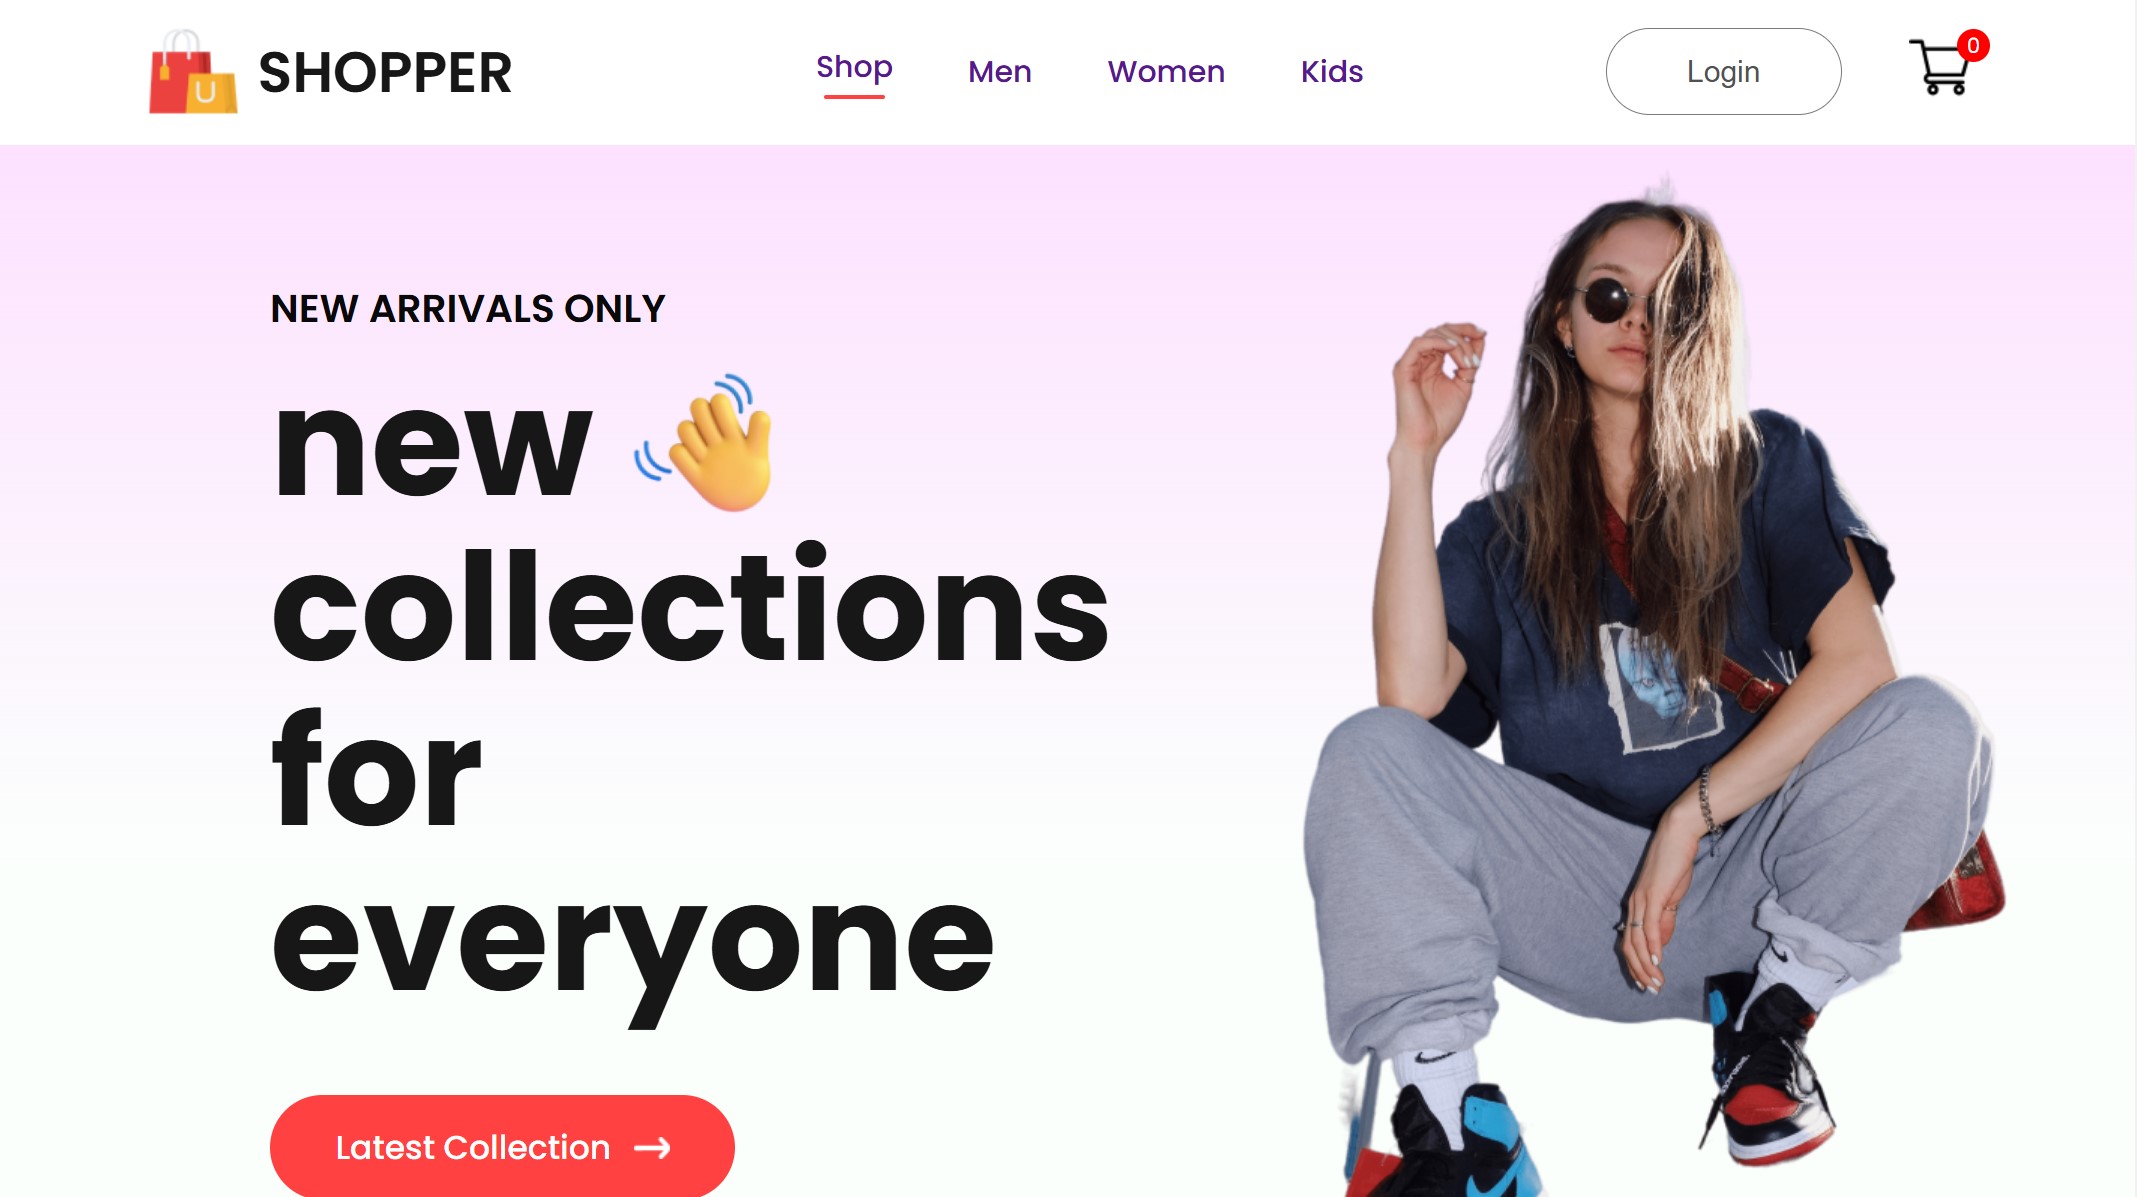 SHOPPER
Shop
Men
Women
Kids
Login
0
NEW ARRIVALS ONLY
new
collections
for
everyone
Latest Collection